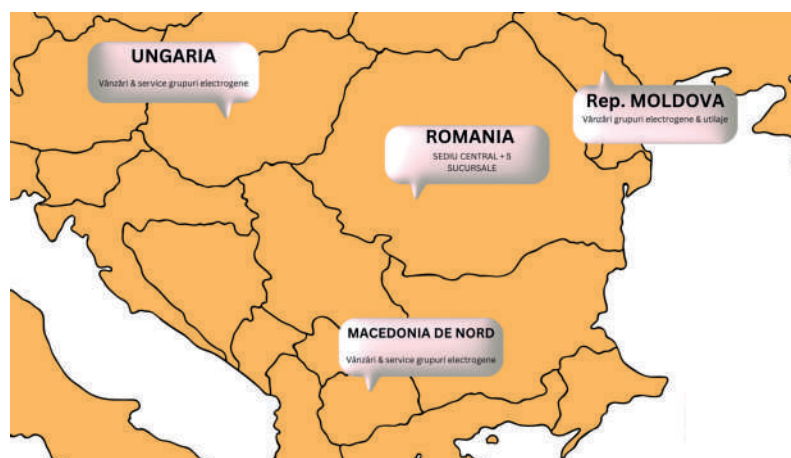 UNGARIA
Vânzări & service grupuri electrogene
Rep. MOLDOVA
Vânzări grupuri electrogene & utilaje
ROMANIA
SEDIU CENTRAL + 5
SUCURSALE
MACEDONIA DE NORD
Vânzări & service grupuri electrogene